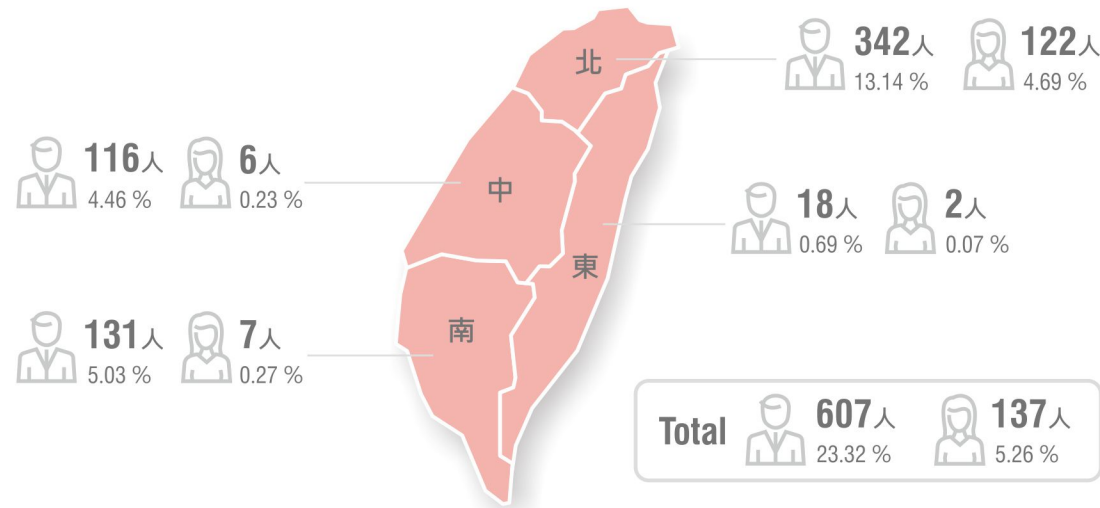 北
342人
13.14 %
122人
4.69 %
116人
4.46 %
6人
0.23 %
中
18人
0.69 %
2人
0.07 %
東
131人
5.03 %
7人
0.27 %
南
Total
607人
23.32 %
137人
5.26 %